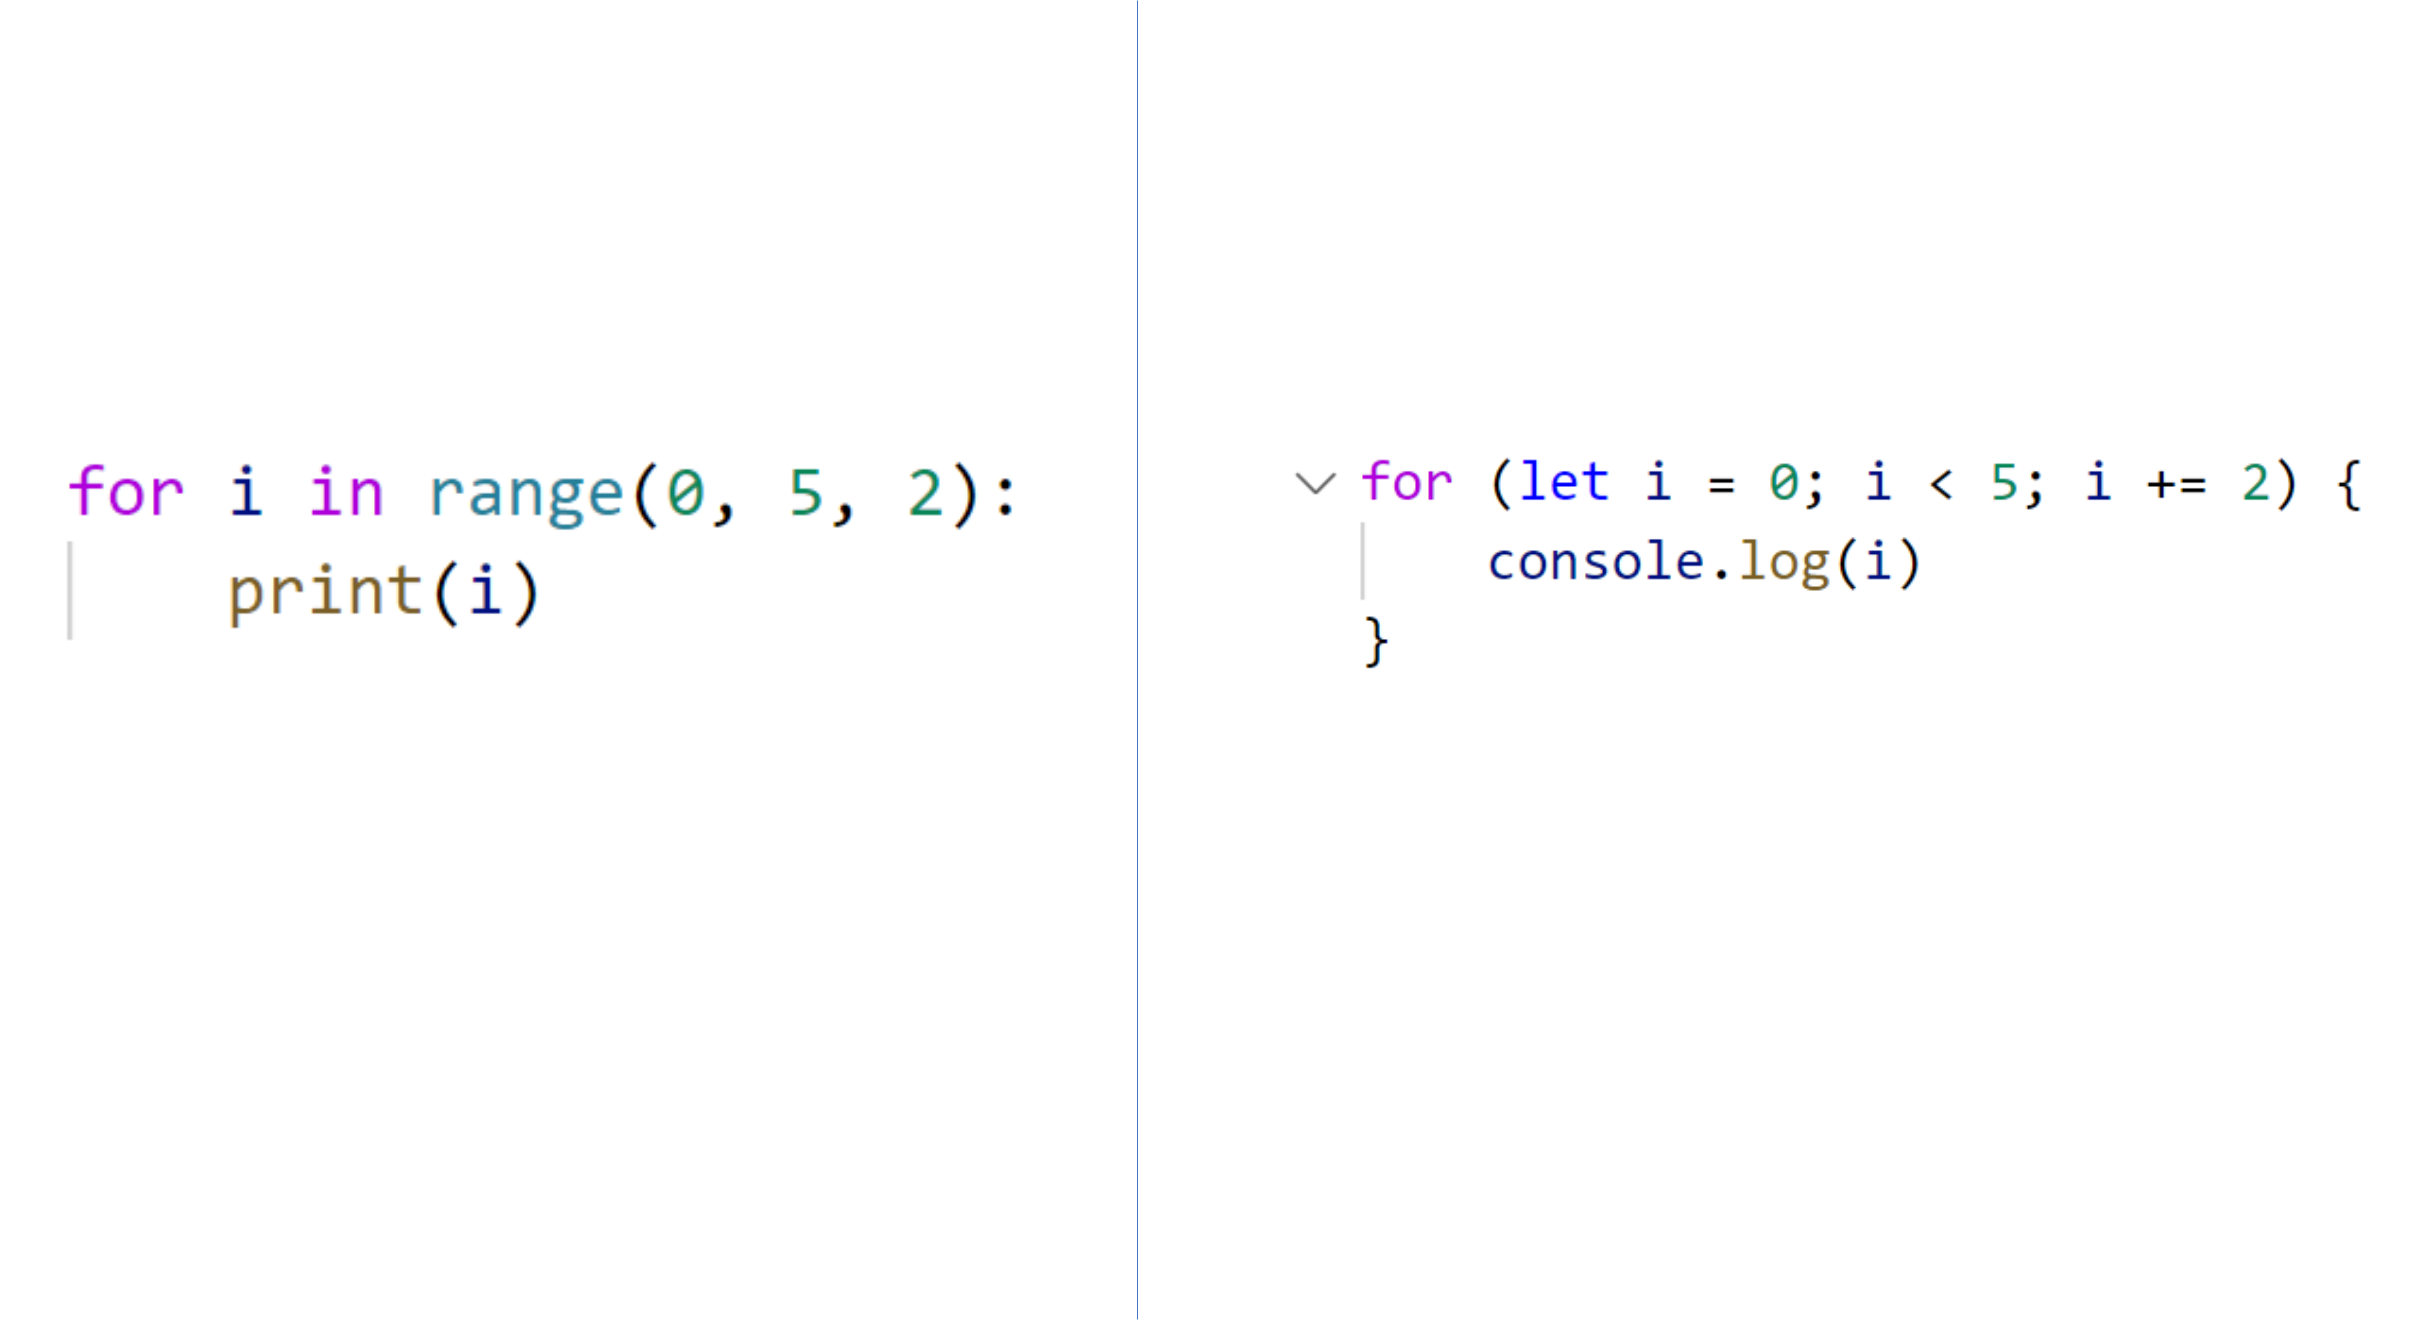 for i in range(0, 5, 2):
    print(i)
for (let i = 0; i < 5; i += 2) {
    console.log(i)
}